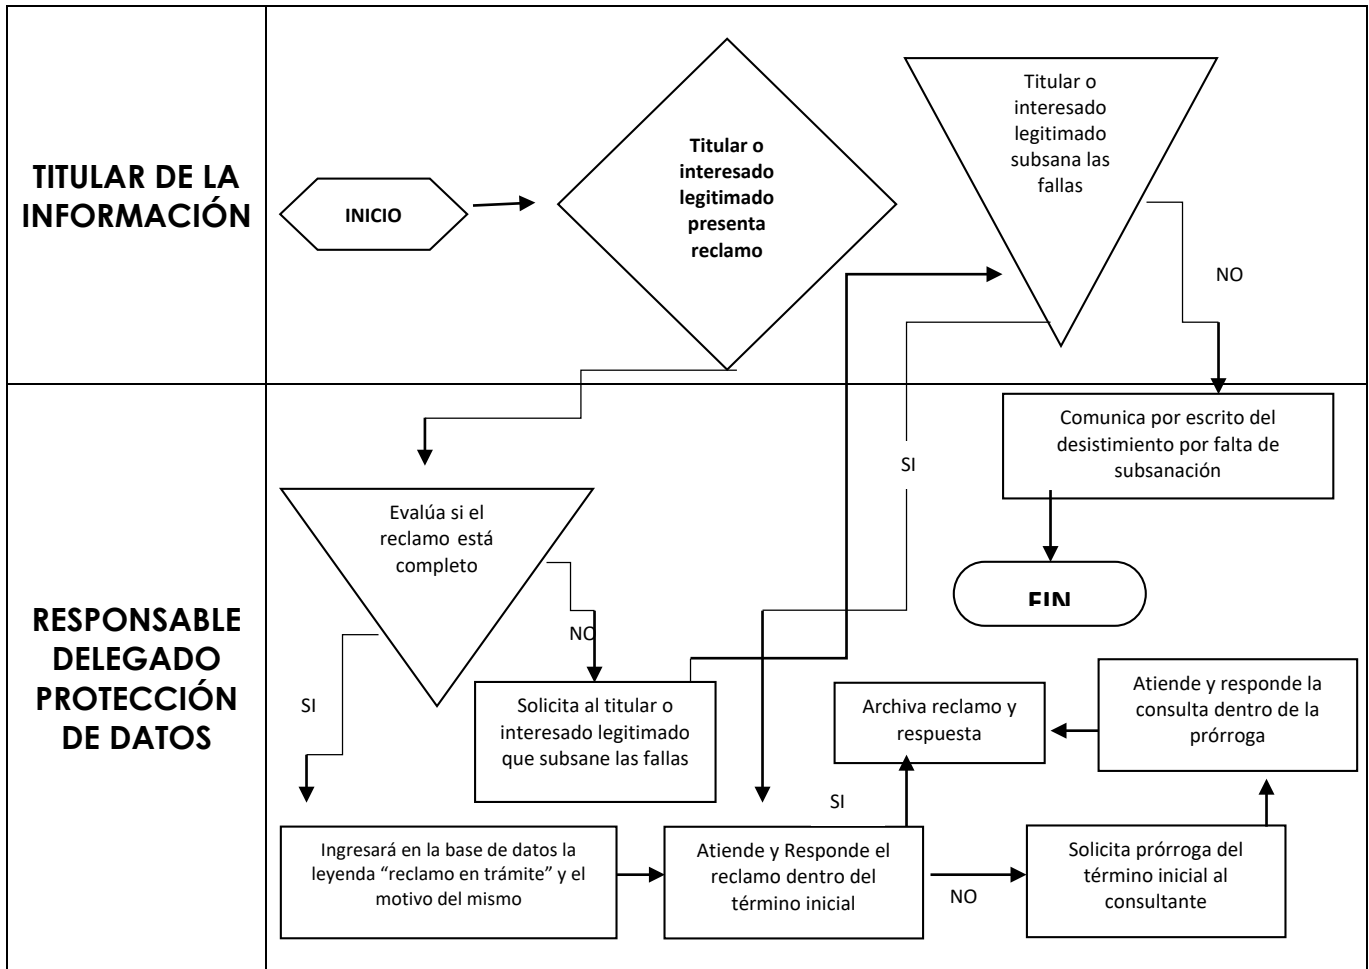 TITULAR DE LA
INFORMACIÓN
INICIO
Titular o
interesado
legitimado
presenta
reclamo
Titular o
interesado
legitimado
subsana las
fallas
NO
SI
RESPONSABLE
DELEGADO
PROTECCIÓN
DE DATOS
Comunica por escrito del
desistimiento por falta de
subsanación
FIN
Evalúa si el
reclamo está
completo
NO
SI
Solicita al titular o
interesado legitimado
que subsane las fallas
Archiva reclamo y
respuesta
Atiende y responde la
consulta dentro de la
prórroga
SI
Ingresará en la base de datos la
leyenda “reclamo en trámite” y el
motivo del mismo
Atiende y Responde el
reclamo dentro del
término inicial
NO
Solicita prórroga del
término inicial al
consultante